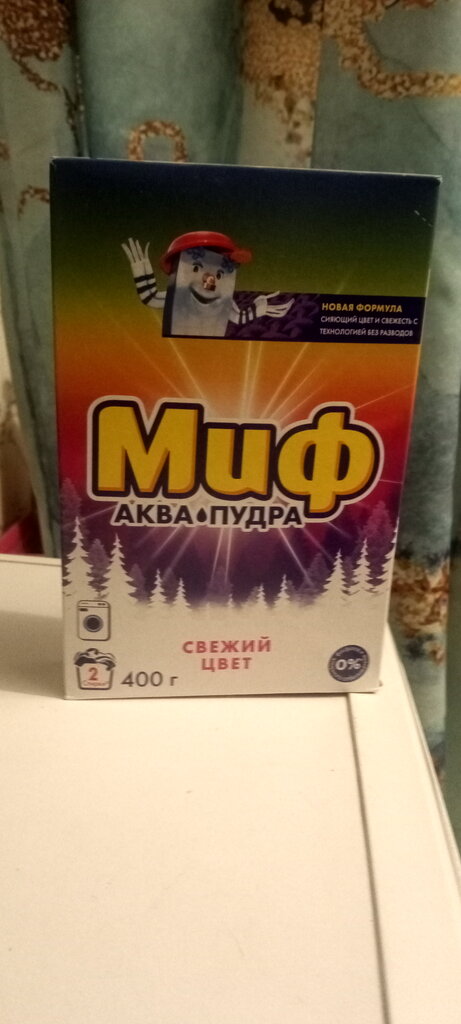 НОВАЯ ФОРМУЛА
СИЯЮЩИЙ ЦВЕТ И СВЕЖЕСТЬ С
ТЕХНОЛОГИЕЙ БЕЗ РАЗВОДОВ
Миф
АКВА•ПУДРА
СВЕЖИЙ
ЦВЕТ
2
400 г
0%